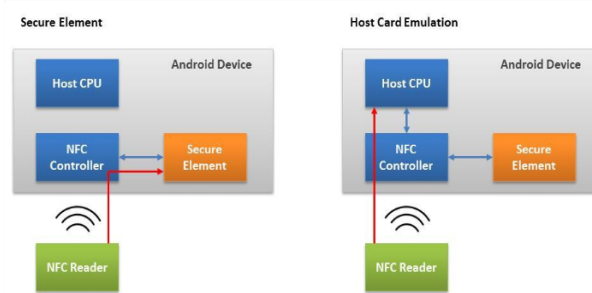 Secure Element
Android Device
Host CPU
NFC
Controller
Secure
Element
NFC Reader
Host Card Emulation
Android Device
Host CPU
NFC
Controller
Secure
Element
NFC Reader